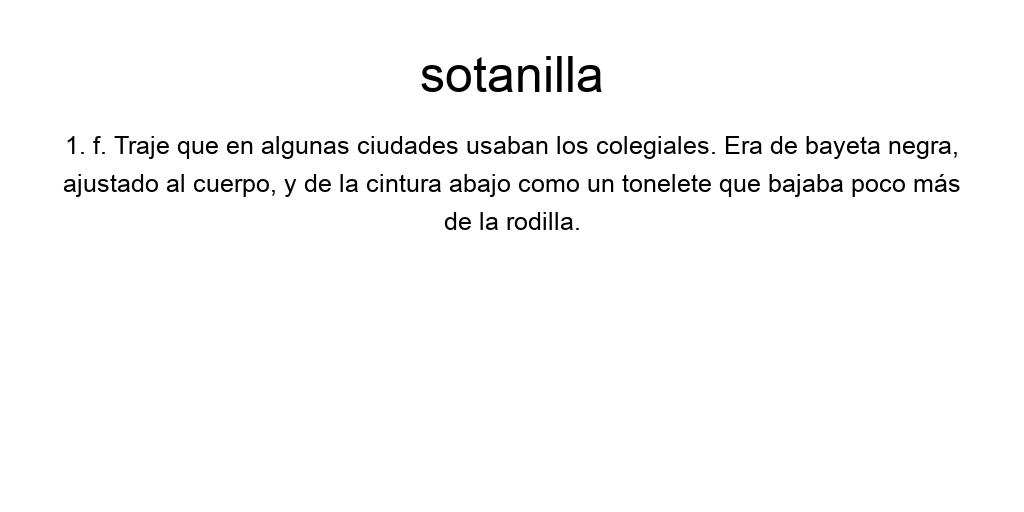 sotanilla
1. f. Traje que en algunas ciudades usaban los colegiales. Era de bayeta negra,
ajustado al cuerpo, y de la cintura abajo como un tonelete que bajaba poco más
de la rodilla.